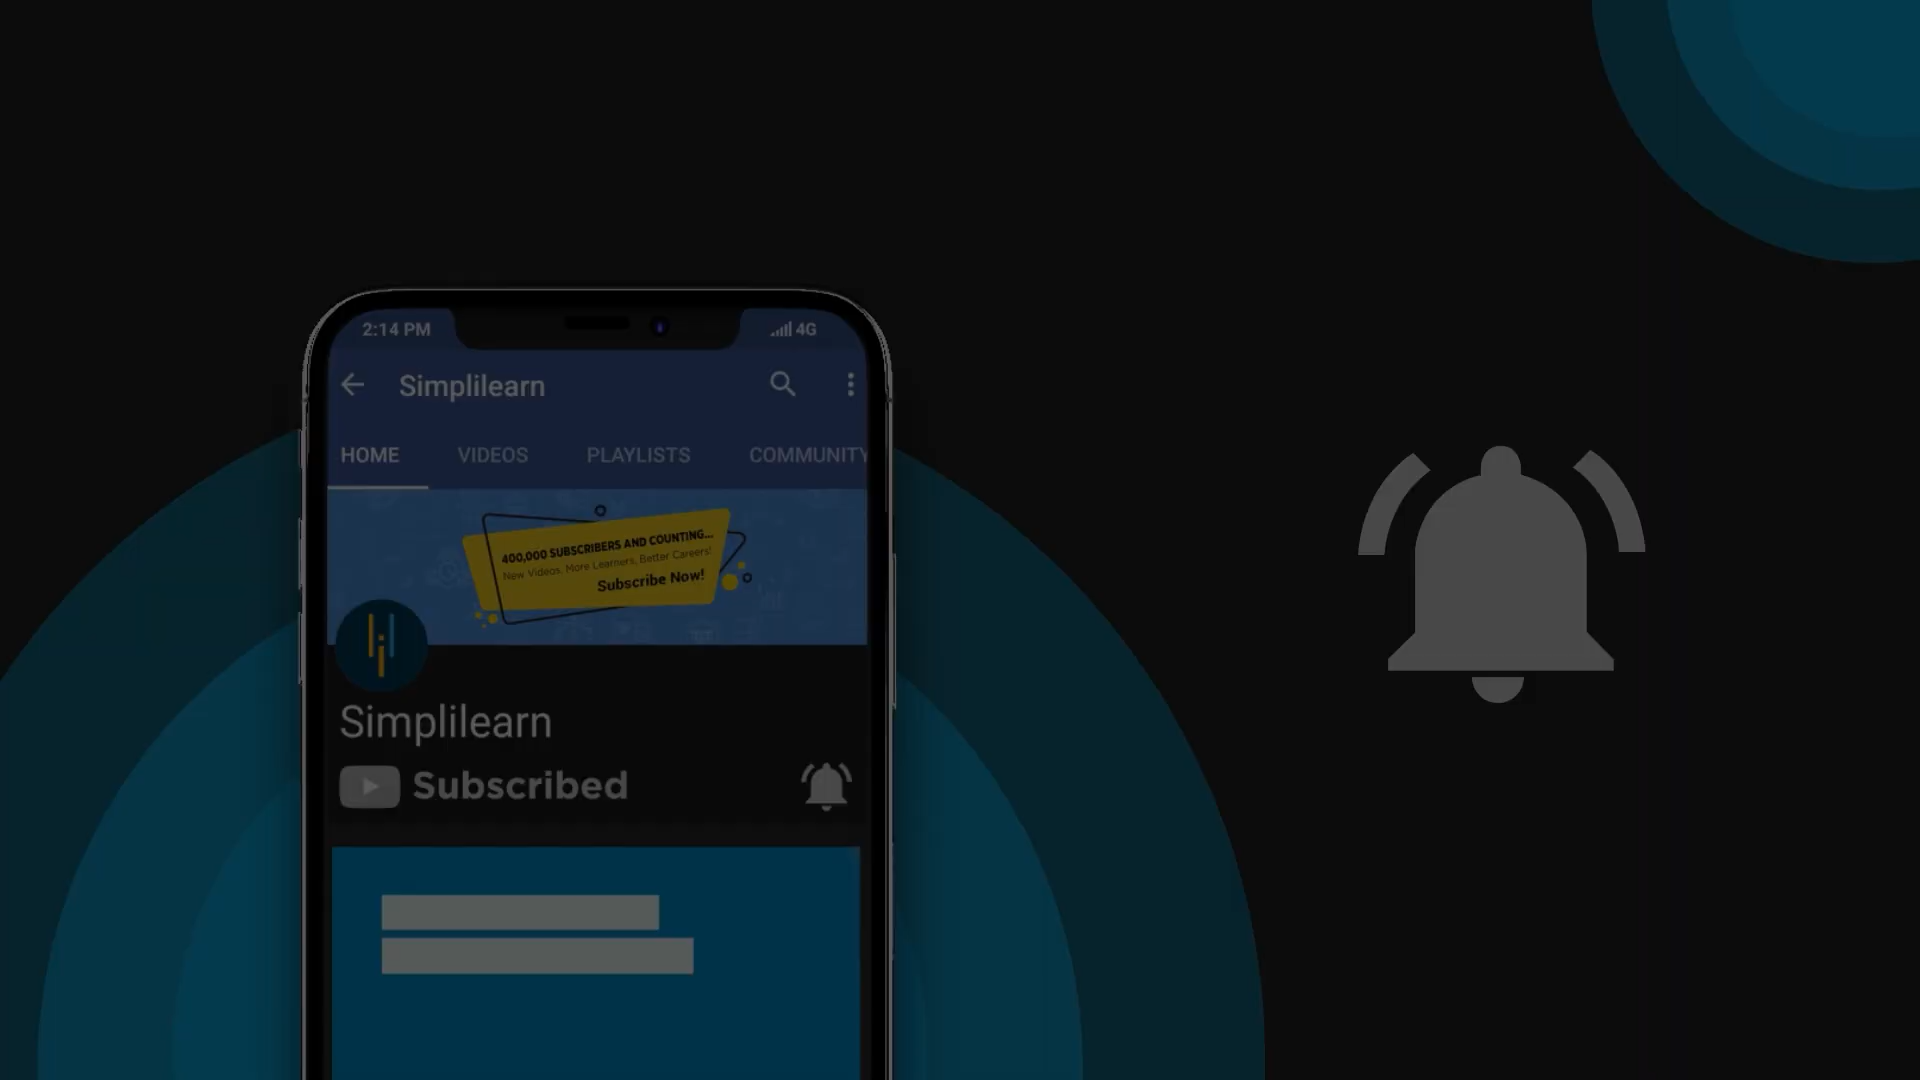 2:14 PM 4G
Simplilearn
HOME VIDEOS PLAYLISTS COMMUNITY
400,000 SUBSCRIBERS AND COUNTING...
New Videos, More Learners, Better Careers!
Subscribe Now!
Simplilearn
Subscribed